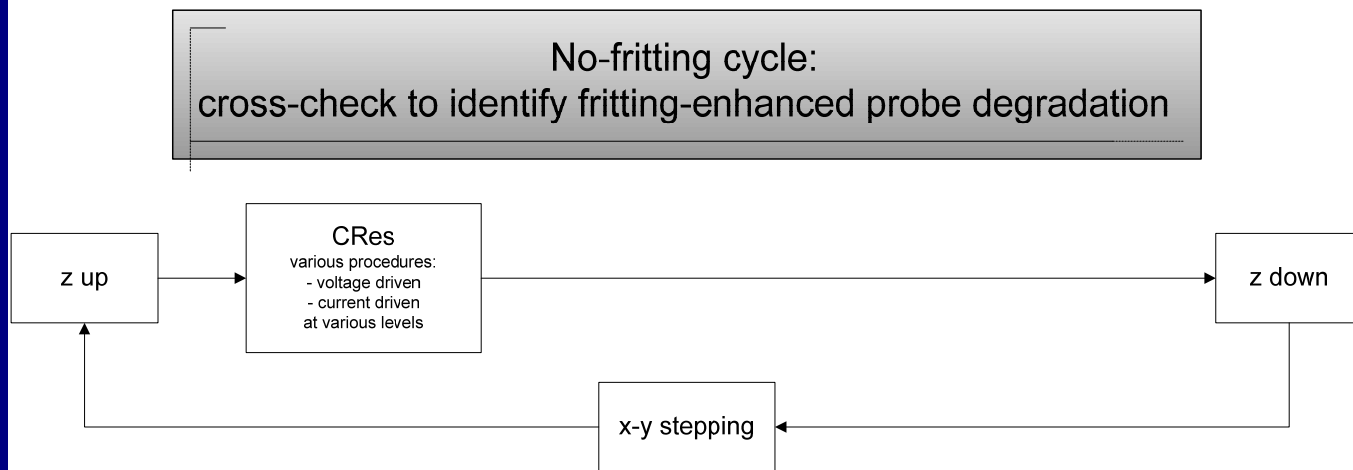 No-fritting cycle:
cross-check to identify fritting-enhanced probe degradation
z up
CRes
various procedures:
- voltage driven
- current driven
at various levels
z down
x-y stepping